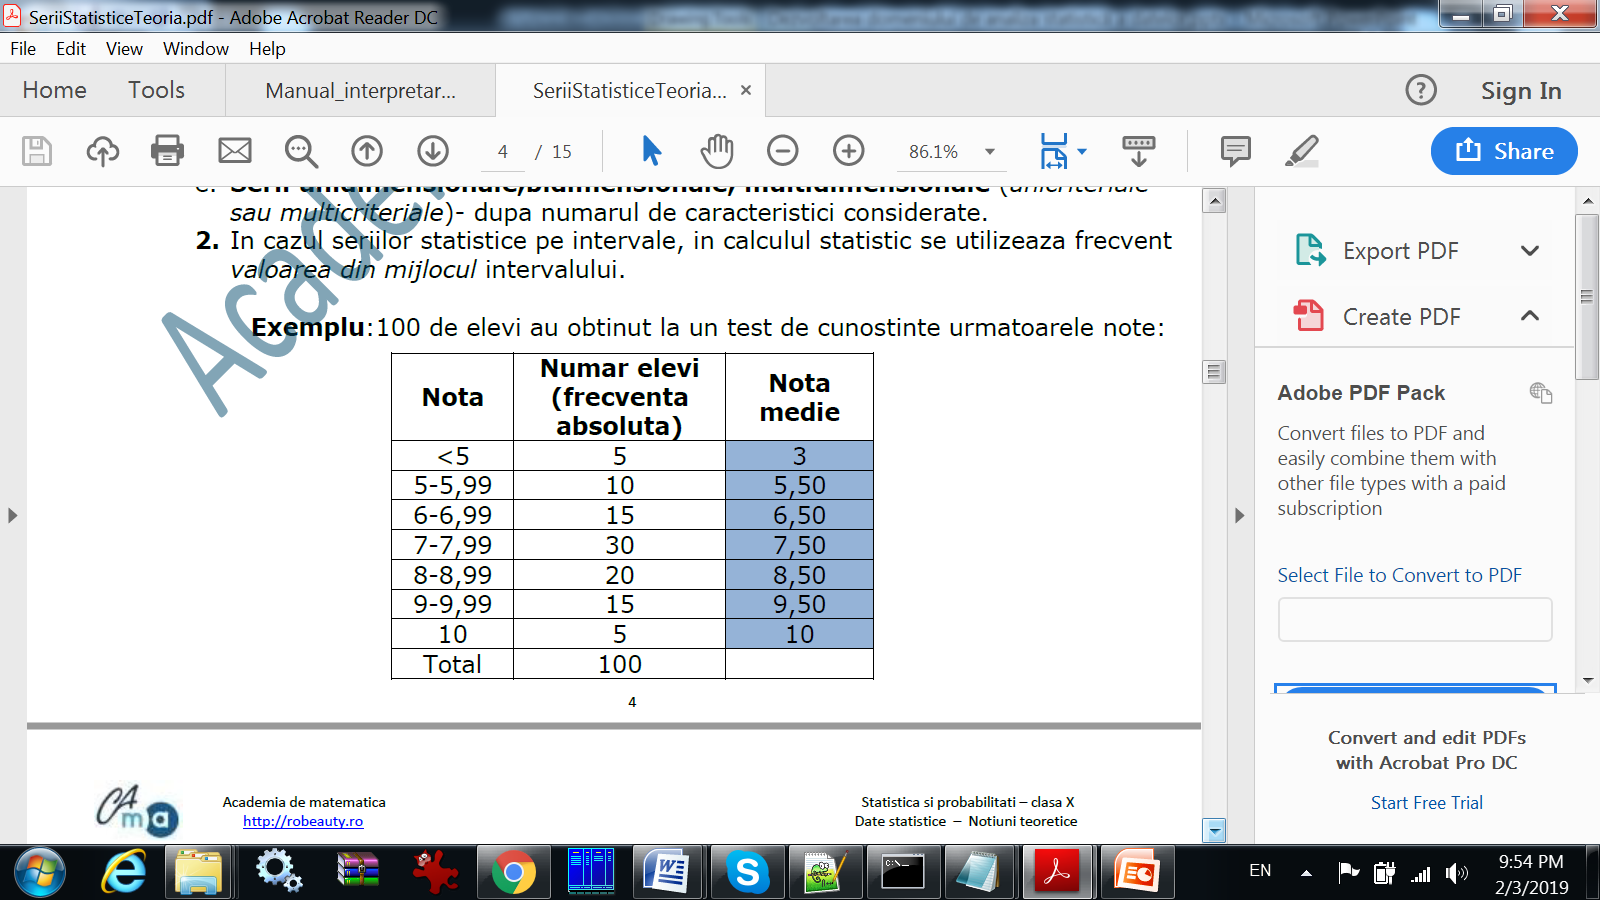 SeriiStatisticeTeoria.pdf - Adobe Acrobat Reader DC
File Edit View Window Help
Home Tools Manual_interpretar... SeriiStatisticeTeoria... × ? Sign In
4 / 15 86.1% Share
c. Serii unidimensionale,bidimensionale, multidimensionale (unicriteriale
sau multicriteriale)- dupa numarul de caracteristici considerate.
2. In cazul seriilor statistice pe intervale, in calculul statistic se utilizeaza frecvent
valoarea din mijlocul intervalului.
Exemplu:100 de elevi au obtinut la un test de cunostinte urmatoarele note:
Nota Numar elevi (frecventa absoluta) Nota medie
<5 5 3
5-5,99 10 5,50
6-6,99 15 6,50
7-7,99 30 7,50
8-8,99 20 8,50
9-9,99 15 9,50
10 5 10
Total 100
4
Academia de matematica
http://robeauty.ro
Statistica si probabilitati – clasa X
Date statistice – Notiuni teoretice
Export PDF
Create PDF
Adobe PDF Pack
Convert files to PDF and
easily combine them with
other file types with a paid
subscription
Select File to Convert to PDF
Convert and edit PDFs
with Acrobat Pro DC
Start Free Trial
EN
9:54 PM
2/3/2019